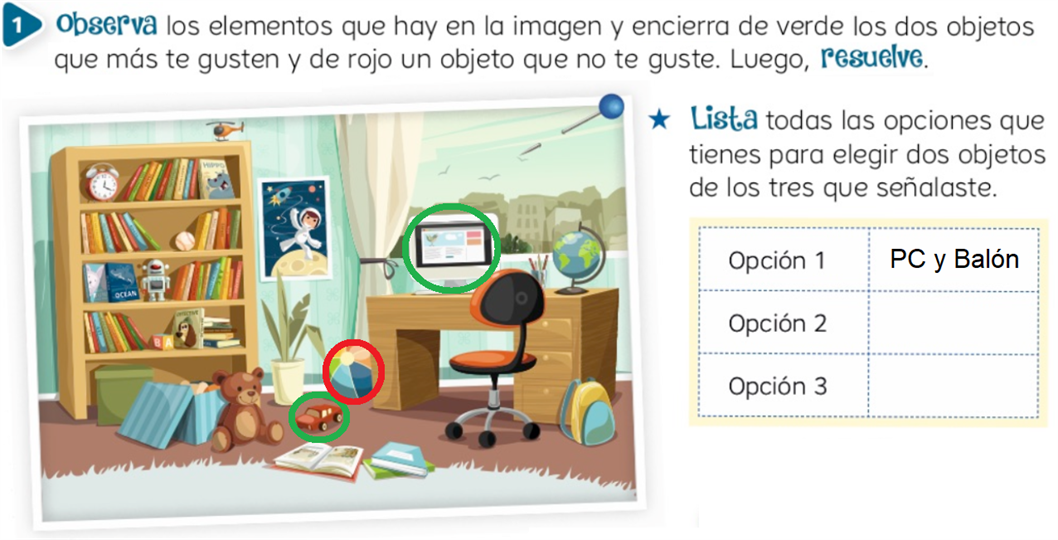 1 Observa los elementos que hay en la imagen y encierra de verde los dos objetos
que más te gusten y de rojo un objeto que no te guste. Luego, resuelve.
★ Lista todas las opciones que
tienes para elegir dos objetos
de los tres que señalaste.
Opción 1 PC y Balón
Opción 2
Opción 3
HIPPO
OCEAN